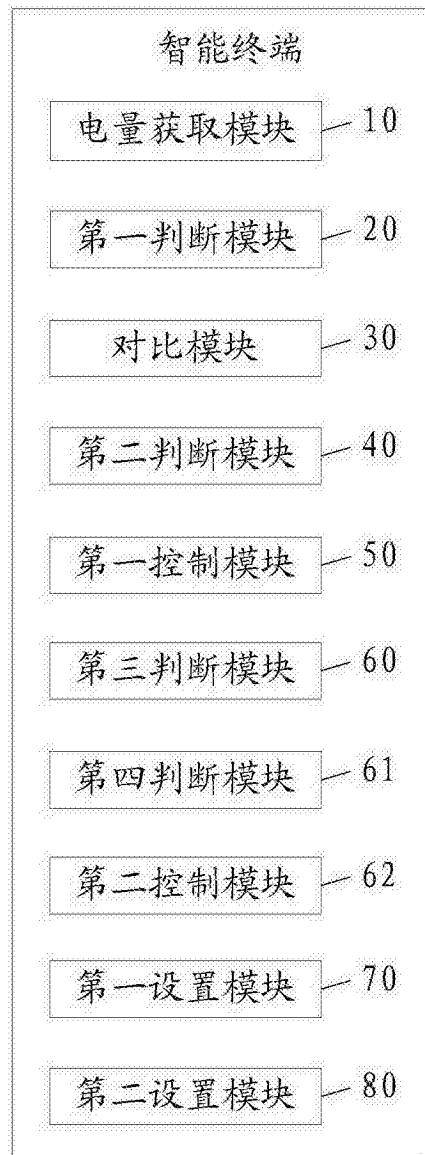 智能终端
电量获取模块 10
第一判断模块 20
对比模块 30
第二判断模块 40
第一控制模块 50
第三判断模块 60
第四判断模块 61
第二控制模块 62
第一设置模块 70
第二设置模块 80